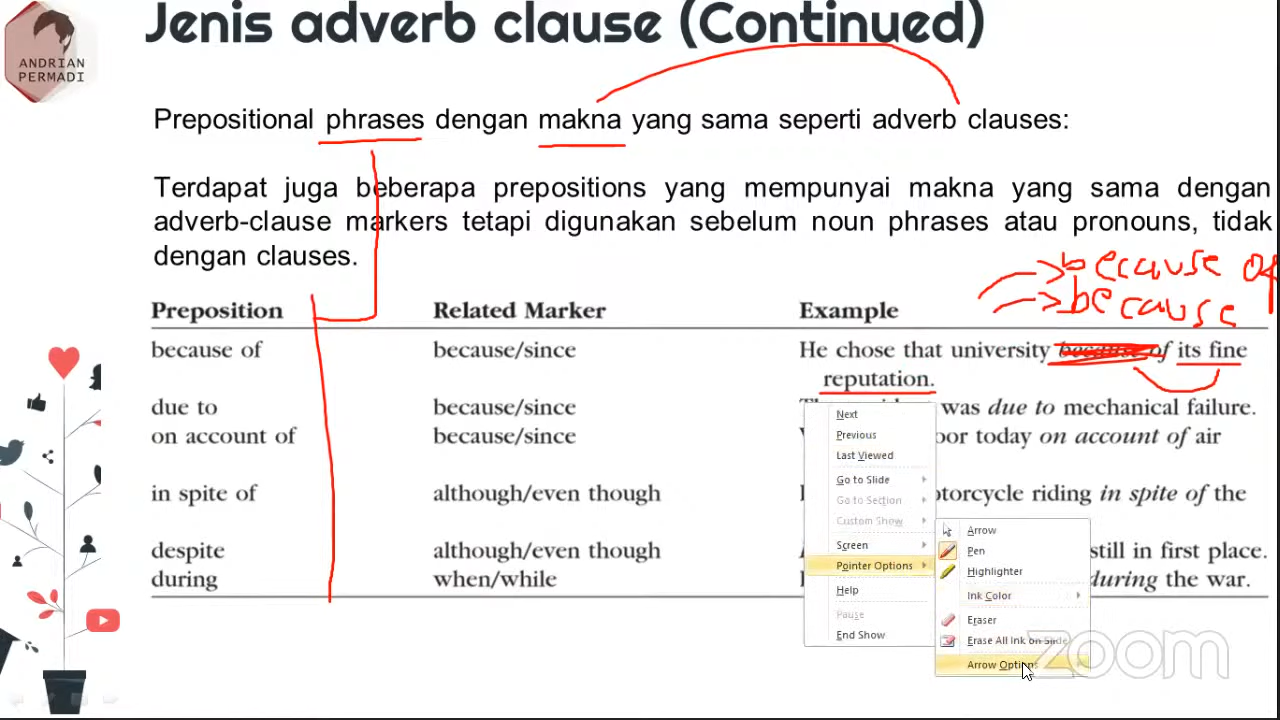 Jenis adverb clause (Continued)
ANDRIAN
PERMADI
Prepositional phrases dengan makna yang sama seperti adverb clauses:
Terdapat juga beberapa prepositions yang mempunyai makna yang sama dengan
adverb-clause markers tetapi digunakan sebelum noun phrases atau pronouns, tidak
dengan clauses.
because of
because
Preposition Related Marker Example
because of because/since He chose that university because of its fine
reputation.
due to because/since was due to mechanical failure.
on account of because/since today on account of air
in spite of although/even though riding in spite of the
despite although/even though still in first place.
during when/while during the war.
Next
Previous
Last Viewed
Go to Slide
Go to Section
Custom Show
Screen
Pointer Options
Help
Pause
End Show
Arrow
Pen
Highlighter
Ink Color
Eraser
Erase All Ink on Slide
Arrow Options
zoom